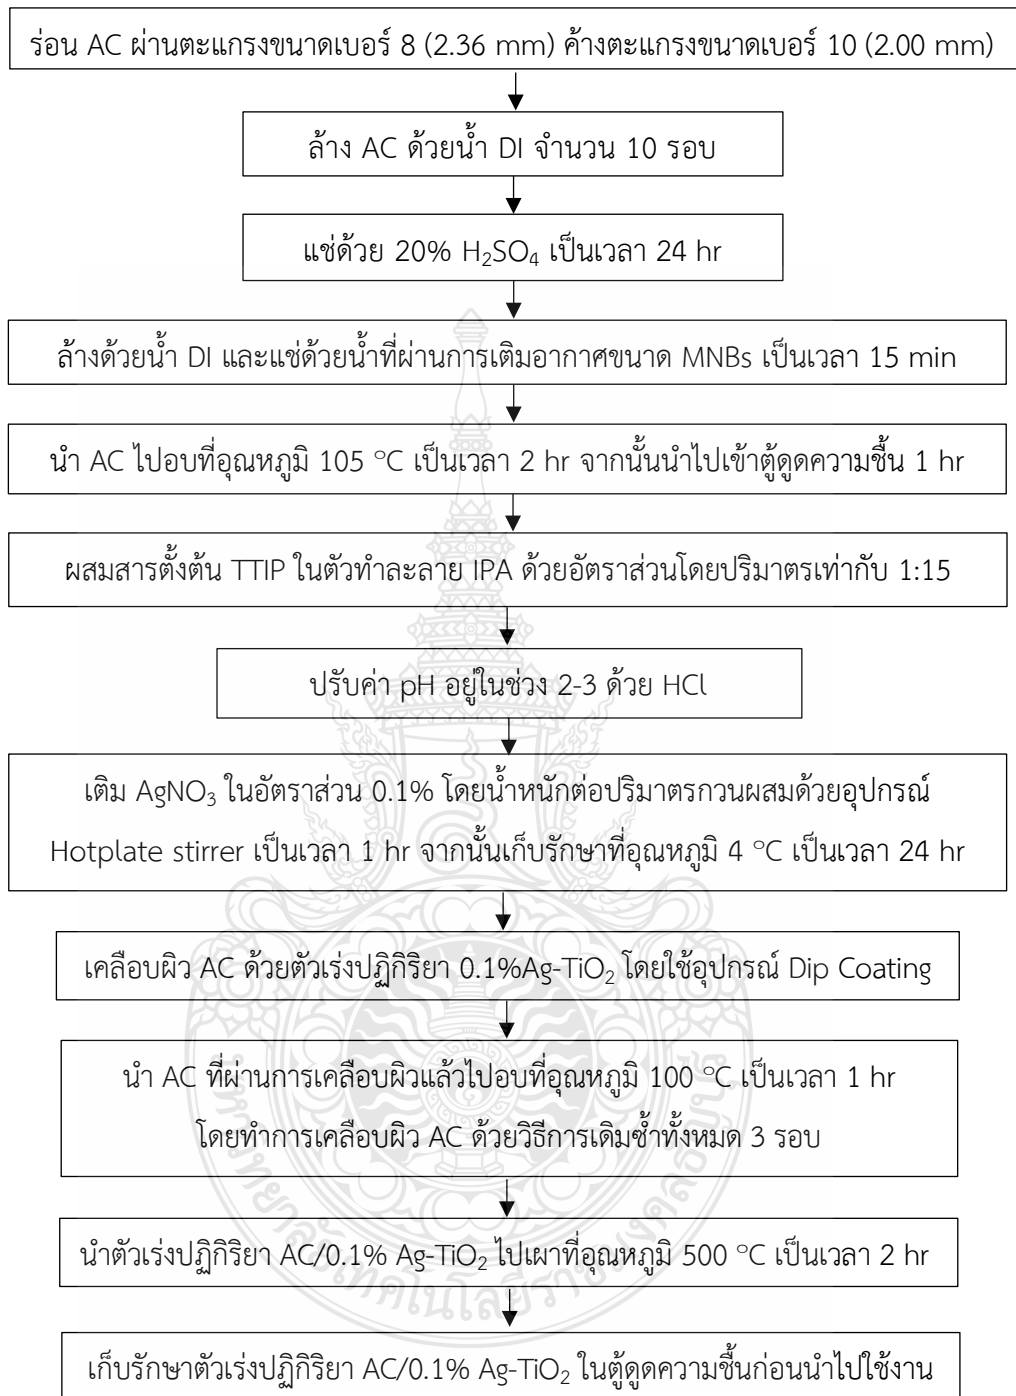 ร่อน AC ผ่านตะแกรงขนาดเบอร์ 8 (2.36 mm) ค้างตะแกรงขนาดเบอร์ 10 (2.00 mm)
ล้าง AC ด้วยน้ำ DI จำนวน 10 รอบ
แช่ด้วย 20% H₂SO₄ เป็นเวลา 24 hr
ล้างด้วยน้ำ DI และแช่ด้วยน้ำที่ผ่านการเติมอากาศขนาด MNBs เป็นเวลา 15 min
นำ AC ไปอบที่อุณหภูมิ 105 °C เป็นเวลา 2 hr จากนั้นนำไปเข้าตู้ดูดความชื้น 1 hr
ผสมสารตั้งต้น TTIP ในตัวทำละลาย IPA ด้วยอัตราส่วนโดยปริมาตรเท่ากับ 1:15
ปรับค่า pH อยู่ในช่วง 2-3 ด้วย HCl
เติม AgNO₃ ในอัตราส่วน 0.1% โดยน้ำหนักต่อปริมาตรกวนผสมด้วยอุปกรณ์
Hotplate stirrer เป็นเวลา 1 hr จากนั้นเก็บรักษาที่อุณหภูมิ 4 °C เป็นเวลา 24 hr
เคลือบผิว AC ด้วยตัวเร่งปฏิกิริยา 0.1%Ag-TiO₂ โดยใช้อุปกรณ์ Dip Coating
นำ AC ที่ผ่านการเคลือบผิวแล้วไปอบที่อุณหภูมิ 100 °C เป็นเวลา 1 hr
โดยทำการเคลือบผิว AC ด้วยวิธีการเดิมซ้ำทั้งหมด 3 รอบ
นำตัวเร่งปฏิกิริยา AC/0.1% Ag-TiO₂ ไปเผาที่อุณหภูมิ 500 °C เป็นเวลา 2 hr
เก็บรักษาตัวเร่งปฏิกิริยา AC/0.1% Ag-TiO₂ ในตู้ดูดความชื้นก่อนนำไปใช้งาน